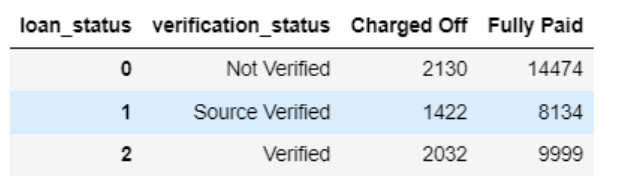 loan_status verification_status Charged Off Fully Paid
0 Not Verified 2130 14474
1 Source Verified 1422 8134
2 Verified 2032 9999